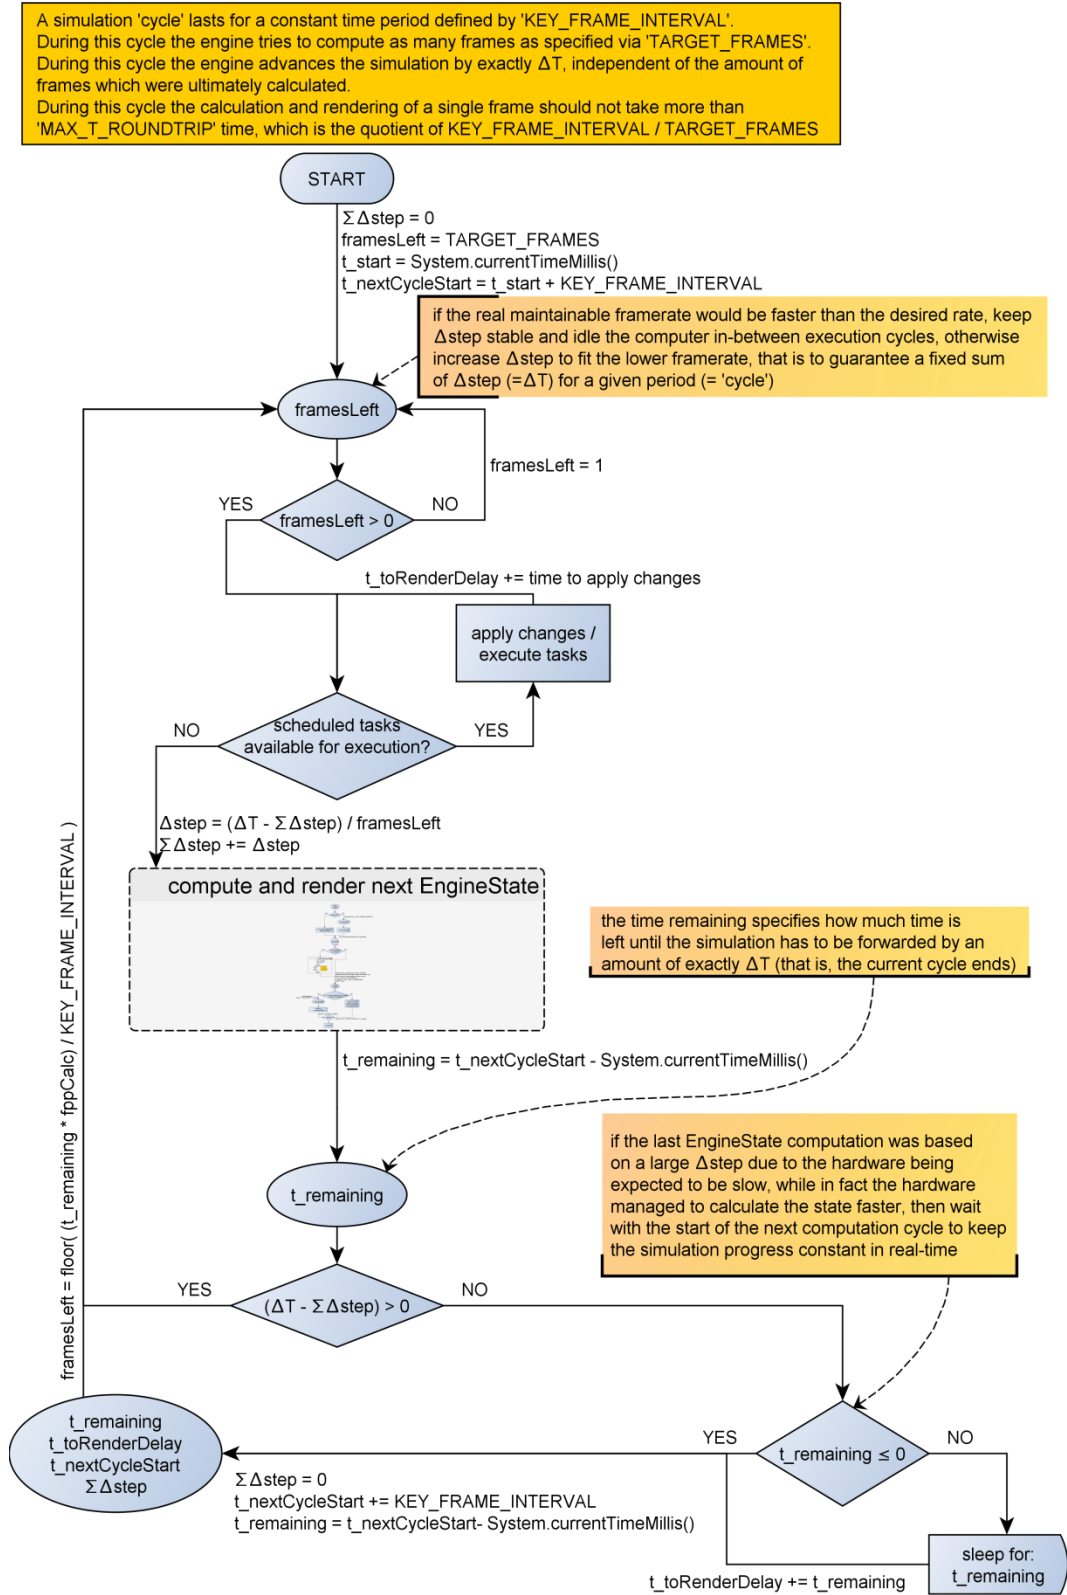 A simulation 'cycle' lasts for a constant time period defined by 'KEY_FRAME_INTERVAL'.
During this cycle the engine tries to compute as many frames as specified via 'TARGET_FRAMES'.
During this cycle the engine advances the simulation by exactly ΔT, independent of the amount of
frames which were ultimately calculated.
During this cycle the calculation and rendering of a single frame should not take more than
'MAX_T_ROUNDTRIP' time, which is the quotient of KEY_FRAME_INTERVAL / TARGET_FRAMES
START
ΣΔstep = 0
framesLeft = TARGET_FRAMES
t_start = System.currentTimeMillis()
t_nextCycleStart = t_start + KEY_FRAME_INTERVAL
if the real maintainable framerate would be faster than the desired rate, keep
Δstep stable and idle the computer in-between execution cycles, otherwise
increase Δstep to fit the lower framerate, that is to guarantee a fixed sum
of Δstep (=ΔT) for a given period (= 'cycle')
framesLeft
framesLeft = 1
YES
NO
framesLeft > 0
t_toRenderDelay += time to apply changes
apply changes /
execute tasks
NO
scheduled tasks
available for execution?
YES
Δstep = (ΔT - ΣΔstep) / framesLeft
ΣΔstep += Δstep
compute and render next EngineState
the time remaining specifies how much time is
left until the simulation has to be forwarded by an
amount of exactly ΔT (that is, the current cycle ends)
t_remaining = t_nextCycleStart - System.currentTimeMillis()
framesLeft = floor( (t_remaining * fppCalc) / KEY_FRAME_INTERVAL )
if the last EngineState computation was based
on a large Δstep due to the hardware being
expected to be slow, while in fact the hardware
managed to calculate the state faster, then wait
with the start of the next computation cycle to keep
the simulation progress constant in real-time
t_remaining
YES
(ΔT - ΣΔstep) > 0
NO
t_remaining
t_toRenderDelay
t_nextCycleStart
ΣΔstep
YES
t_remaining ≤ 0
NO
ΣΔstep = 0
t_nextCycleStart += KEY_FRAME_INTERVAL
t_remaining = t_nextCycleStart- System.currentTimeMillis()
sleep for:
t_remaining
t_toRenderDelay += t_remaining